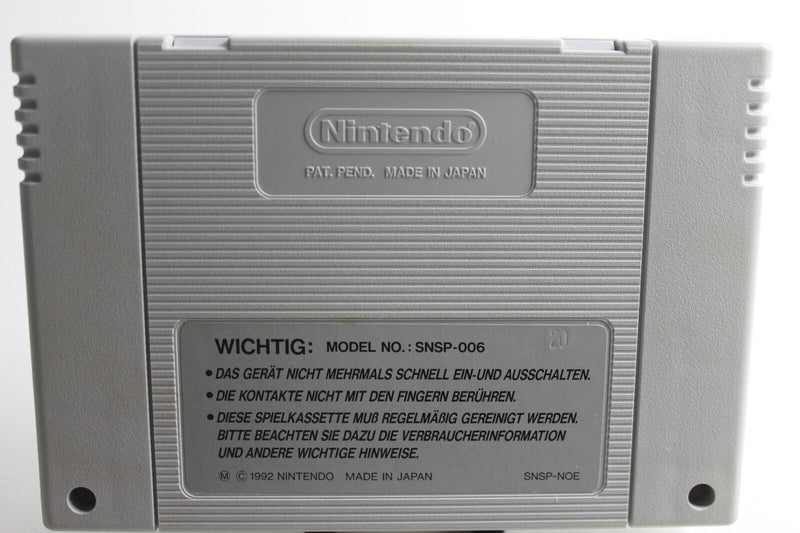 Nintendo®
PAT. PEND. MADE IN JAPAN
WICHTIG: MODEL NO.: SNSP-006
20
• DAS GERÄT NICHT MEHRMALS SCHNELL EIN-UND AUSSCHALTEN.
• DIE KONTAKTE NICHT MIT DEN FINGERN BERÜHREN.
• DIESE SPIELKASSETTE MUß REGELMÄßIG GEREINIGT WERDEN.
BITTE BEACHTEN SIE DAZU DIE VERBRAUCHERINFORMATION
UND ANDERE WICHTIGE HINWEISE.
Ⓜ © 1992 NINTENDO MADE IN JAPAN SNSP-NOE